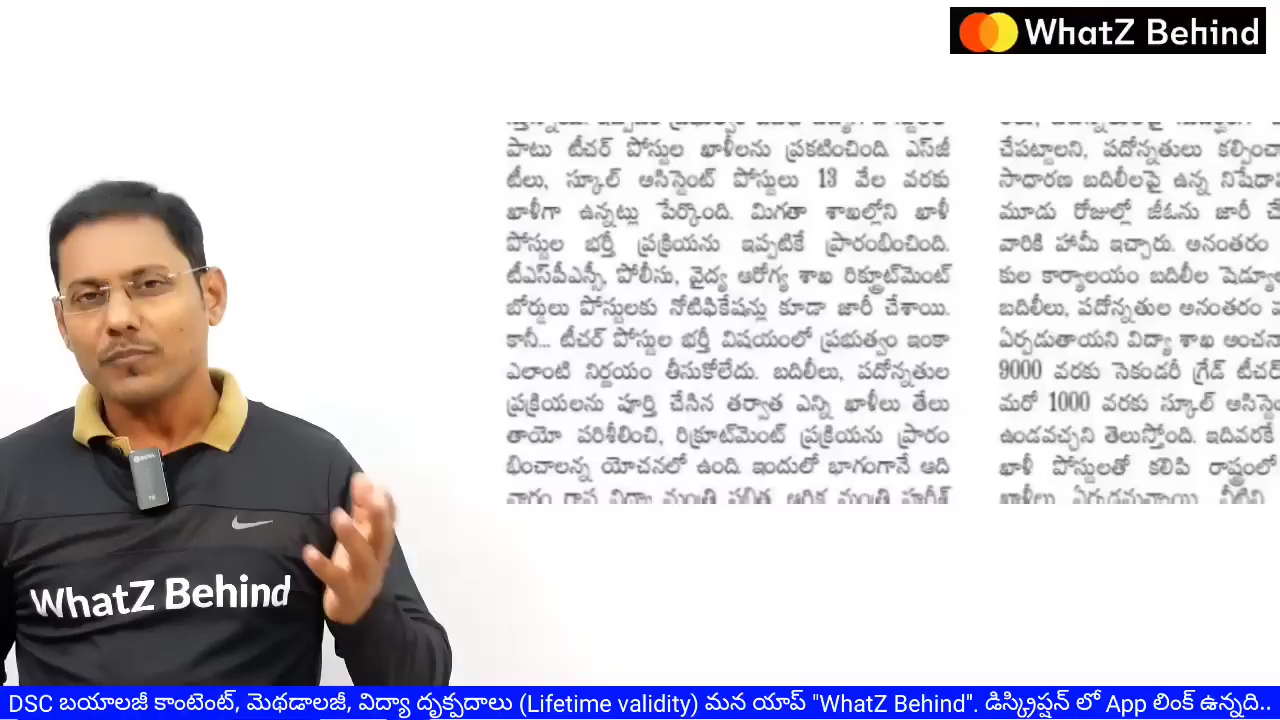 WhatZ Behind
పాటు టీచర్ పోస్టుల ఖాళీలను ప్రకటించింది. ఎస్‌జీ
టీలు, స్కూల్ అసిస్టెంట్ పోస్టులు 13 వేల వరకు
ఖాళీగా ఉన్నట్లు పేర్కొంది. మిగతా శాఖల్లోని ఖాళీ
పోస్టుల భర్తీ ప్రక్రియను ఇప్పటికే ప్రారంభించింది.
టీఎస్‌పీఎస్సీ, పోలీసు, వైద్య ఆరోగ్య శాఖ రిక్రూట్‌మెంట్
బోర్డులు పోస్టులకు నోటిఫికేషన్లు కూడా జారీ చేశాయి.
కానీ... టీచర్ పోస్టుల భర్తీ విషయంలో ప్రభుత్వం ఇంకా
ఎలాంటి నిర్ణయం తీసుకోలేదు. బదిలీలు, పదోన్నతుల
ప్రక్రియలను పూర్తి చేసిన తర్వాత ఎన్ని ఖాళీలు తేలు
తాయో పరిశీలించి, రిక్రూట్‌మెంట్ ప్రక్రియను ప్రారం
భించాలన్న యోచనలో ఉంది. ఇందులో భాగంగానే ఆది
చేపట్టాలని, పదోన్నతులు కల్పించా
సాధారణ బదిలీలపై ఉన్న నిషేధా
మూడు రోజుల్లో జీఓను జారీ చే
వారికి హామీ ఇచ్చారు. అనంతరం
కుల కార్యాలయం బదిలీల షెడ్యూ
బదిలీలు, పదోన్నతుల అనంతరం
ఏర్పడుతాయని విద్యా శాఖ అంచనా
9000 వరకు సెకండరీ గ్రేడ్ టీచర్
మరో 1000 వరకు స్కూల్ అసిస్టె
ఉండవచ్చని తెలుస్తోంది. ఇదివరకే
ఖాళీ పోస్టులతో కలిపి రాష్ట్రంలో
WhatZ Behind
DSC బయాలజీ కాంటెంట్, మెథడాలజీ, విద్యా దృక్పదాలు (Lifetime validity) మన యాప్ "WhatZ Behind". డిస్క్రిప్షన్ లో App లింక్ ఉన్నది..